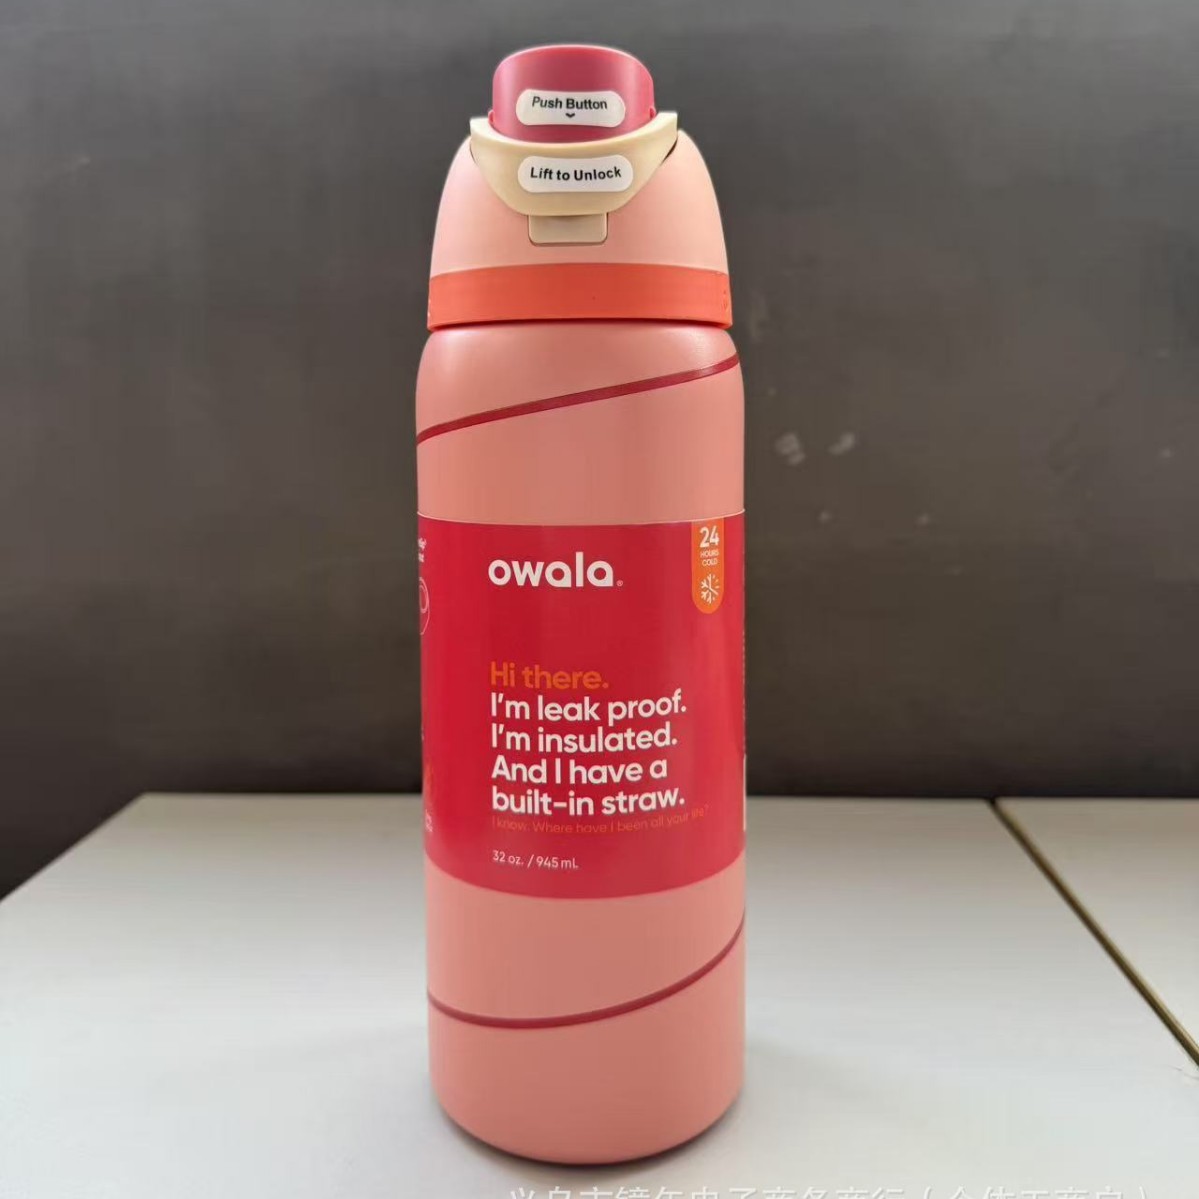 Push Button
Lift to Unlock
24
HOURS
COLD
owala
Hi there.
I'm leak proof.
I'm insulated.
And I have a
built-in straw.
I know. Where have I been all your life?
32 oz. / 945 mL